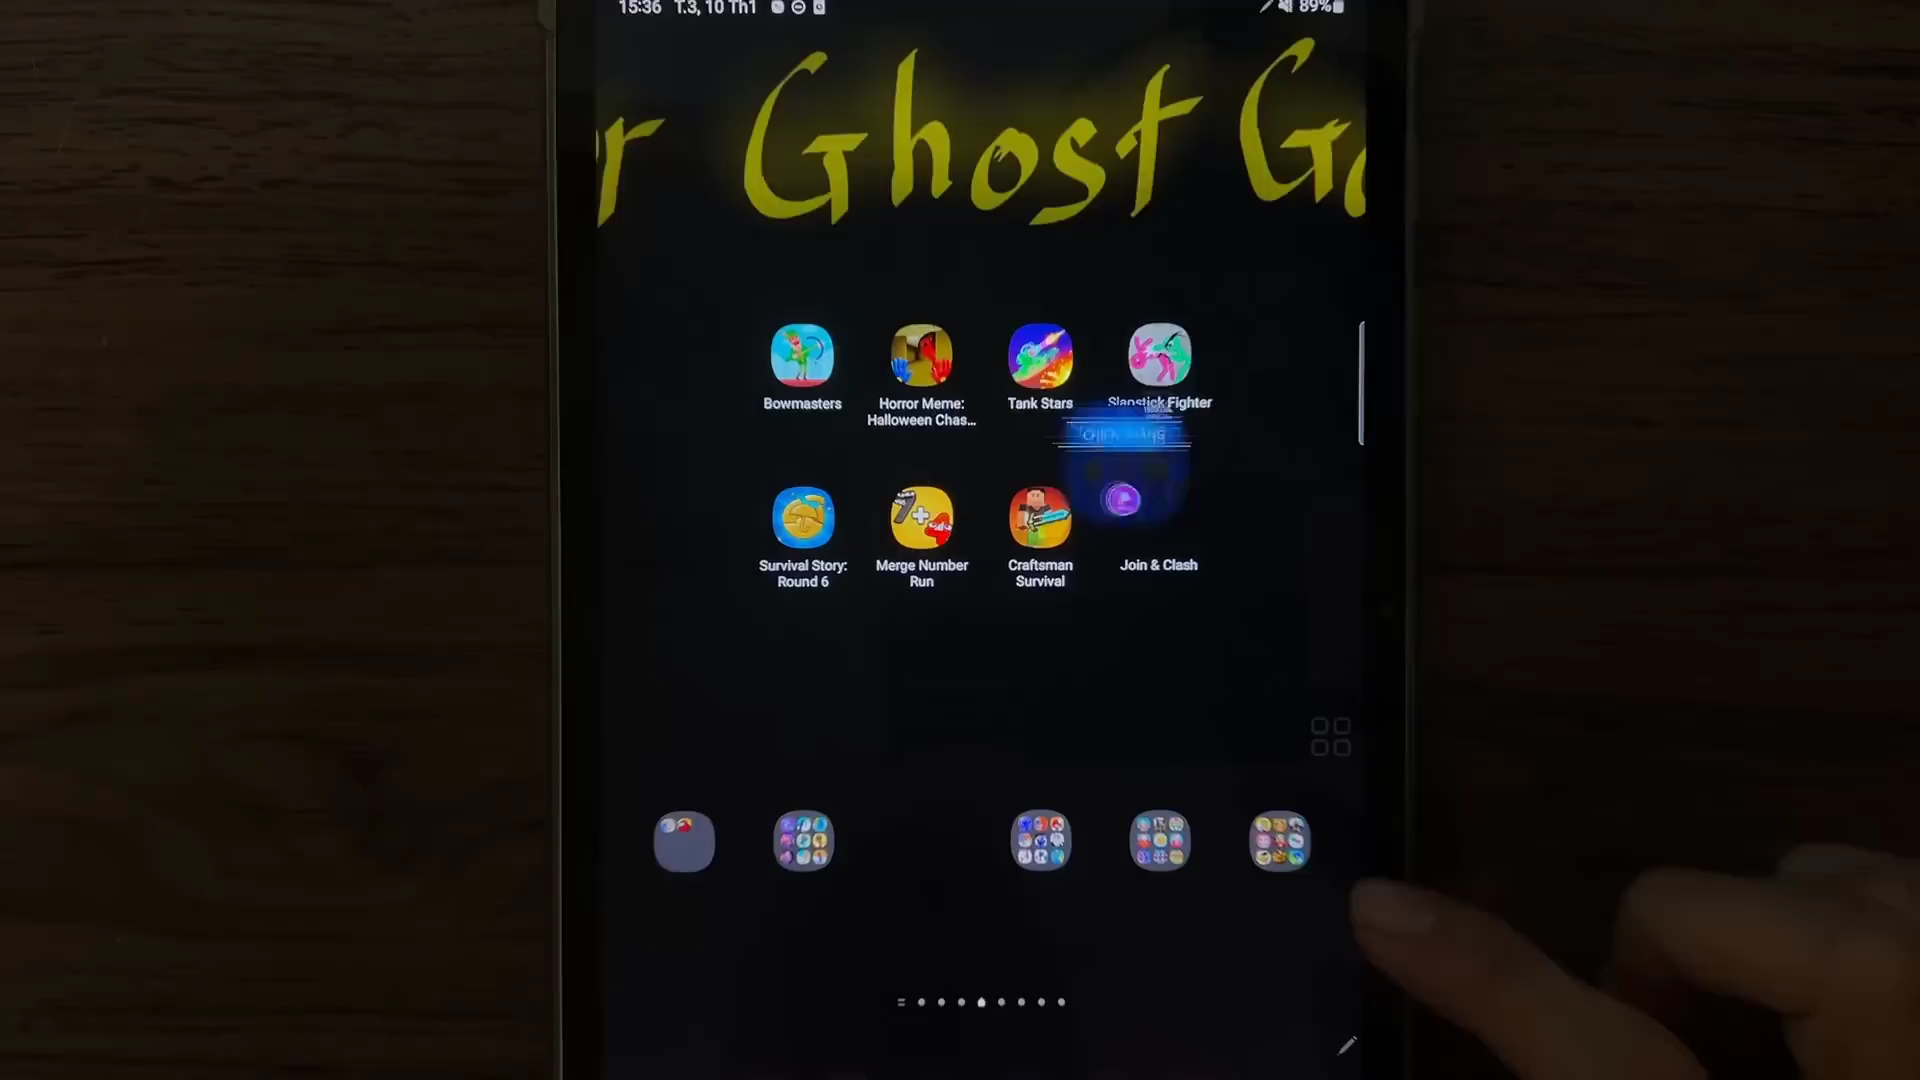 15:36 T.3, 10 Th1 89%
r Ghost G
Bowmasters
Horror Meme:
Halloween Chas...
Tank Stars
Slapstick Fighter
Survival Story:
Round 6
Merge Number
Run
Craftsman
Survival
Join & Clash